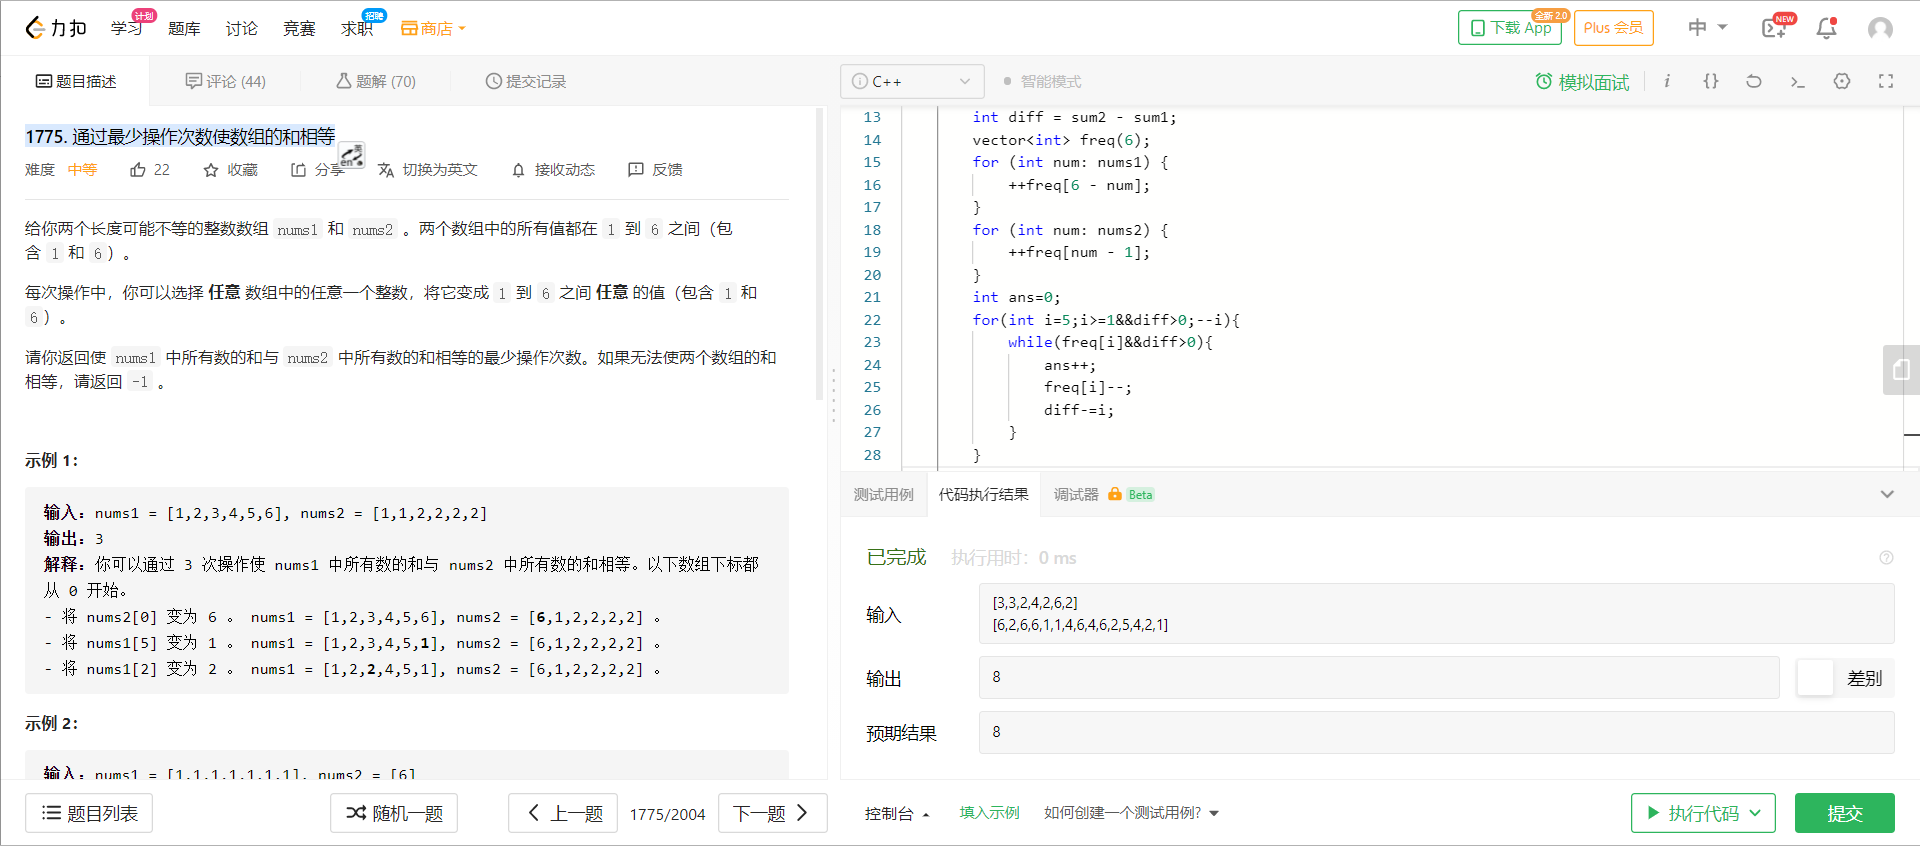 力扣 学习 计划 题库 讨论 竞赛 求职 招聘 商店 下载 App 全新 2.0 Plus 会员 中 NEW
题目描述 评论 (44) 题解 (70) 提交记录
C++ 智能模式 模拟面试
1775. 通过最少操作次数使数组的和相等
难度 中等 22 收藏 分享 切换为英文 接收动态 反馈
给你两个长度可能不等的整数数组 nums1 和 nums2 。两个数组中的所有值都在 1 到 6 之间（包
含 1 和 6 ）。
每次操作中，你可以选择 任意 数组中的任意一个整数，将它变成 1 到 6 之间 任意 的值（包含 1 和
6 ）。
请你返回使 nums1 中所有数的和与 nums2 中所有数的和相等的最少操作次数。如果无法使两个数组的和
相等，请返回 -1 。
示例 1：
输入：nums1 = [1,2,3,4,5,6], nums2 = [1,1,2,2,2,2]
输出：3
解释：你可以通过 3 次操作使 nums1 中所有数的和与 nums2 中所有数的和相等。以下数组下标都
从 0 开始。
- 将 nums2[0] 变为 6 。 nums1 = [1,2,3,4,5,6], nums2 = [6,1,2,2,2,2] 。
- 将 nums1[5] 变为 1 。 nums1 = [1,2,3,4,5,1], nums2 = [6,1,2,2,2,2] 。
- 将 nums1[2] 变为 2 。 nums1 = [1,2,2,4,5,1], nums2 = [6,1,2,2,2,2] 。
示例 2：
输入：nums1 = [1,1,1,1,1,1,1], nums2 = [6]
13 int diff = sum2 - sum1;
14 vector<int> freq(6);
15 for (int num: nums1) {
16 ++freq[6 - num];
17 }
18 for (int num: nums2) {
19 ++freq[num - 1];
20 }
21 int ans=0;
22 for(int i=5;i>=1&&diff>0;--i){
23 while(freq[i]&&diff>0){
24 ans++;
25 freq[i]--;
26 diff-=i;
27 }
28 }
测试用例 代码执行结果 调试器 Beta
已完成 执行用时：0 ms
输入
[3,3,2,4,2,6,2]
[6,2,6,6,1,1,4,6,4,6,2,5,4,2,1]
输出 8 差别
预期结果 8
题目列表 随机一题 上一题 1775/2004 下一题
控制台 填入示例 如何创建一个测试用例? 执行代码 提交